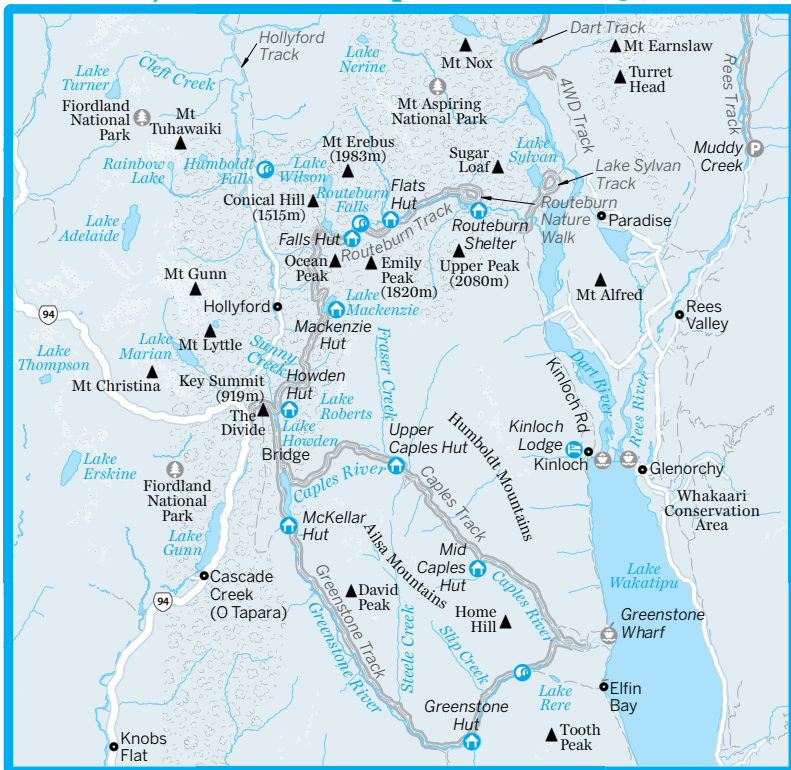 Hollyford
Track
Dart Track
Mt Earnslaw
Turret
Head
Lake
Nerine
Mt Nox
Cleft Creek
Lake
Turner
Fiordland
National
Park
Mt
Tuhawaiki
Mt Aspiring
National Park
4WD Track
Rees Track
Muddy
Creek
P
Rainbow
Lake
Humboldt
Falls
Mt Erebus
(1983m)
Lake
Wilson
Sugar
Loaf
Lake
Sylvan
Lake Sylvan
Track
Conical Hill
(1515m)
Routeburn
Falls
Flats
Hut
Routeburn
Nature
Walk
Routeburn
Shelter
Paradise
Lake
Adelaide
Falls Hut
Routeburn Track
Ocean
Peak
Emily
Peak
(1820m)
Upper Peak
(2080m)
Mt Gunn
Mt Alfred
94
Hollyford
Lake
Mackenzie
Mackenzie
Hut
Rees
Valley
Lake
Marian
Mt Lyttle
Sunny
Creek
Fraser Creek
Lake
Thompson
Mt Christina
Key Summit
(919m)
Howden
Hut
Lake
Roberts
Dart River
Rees River
Kinloch Rd
The
Divide
Lake
Howden
Upper
Caples Hut
Humboldt Mountains
Kinloch
Lodge
Kinloch
Glenorchy
Bridge
Lake
Erskine
Caples River
Caples Track
Fiordland
National
Park
Whakaari
Conservation
Area
McKellar
Hut
Lake
Gunn
Ailsa Mountains
Mid
Caples
Hut
Lake
Wakatipu
Cascade
Creek
(O Tapara)
94
Greenstone Track
David
Peak
Caples River
Home
Hill
Greenstone
Wharf
Greenstone River
Steele Creek
Slip Creek
Lake
Rere
Elfin
Bay
Greenstone
Hut
Tooth
Peak
Knobs
Flat